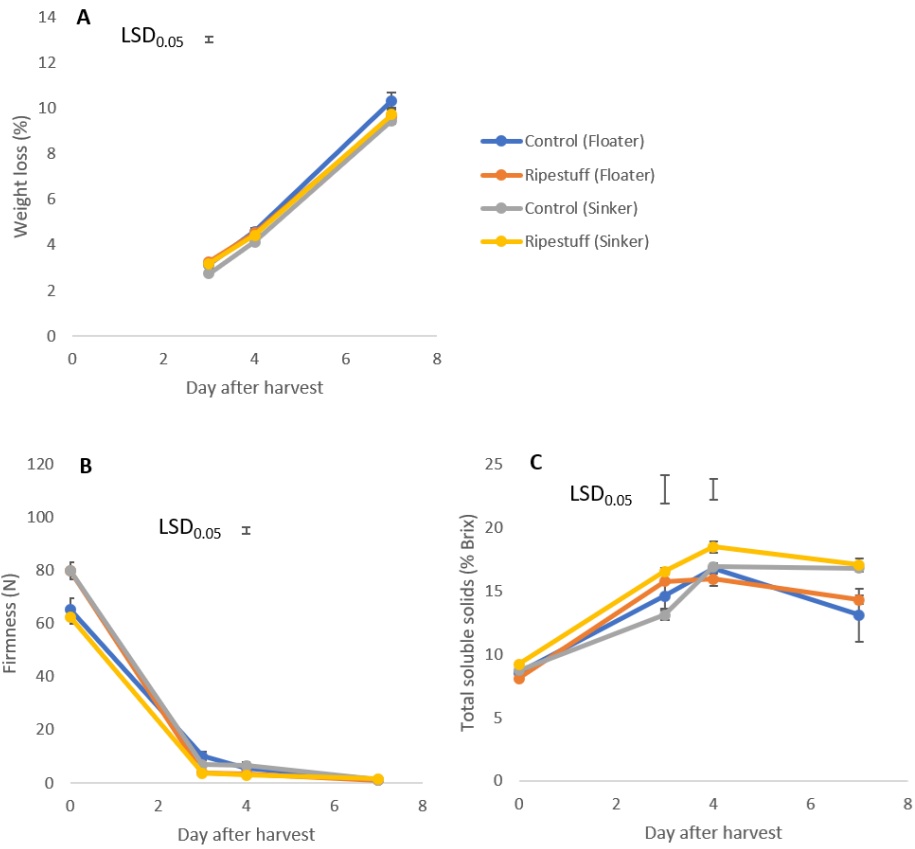 A
14
12
10
8
6
4
2
0
LSD0.05
Weight loss (%)
0 2 4 6 8
Day after harvest
Control (Floater)
Ripestuff (Floater)
Control (Sinker)
Ripestuff (Sinker)
B
120
100
80
60
40
20
0
LSD0.05
Firmness (N)
0 2 4 6 8
Day after harvest
C
25
20
15
10
5
0
LSD0.05
Total soluble solids (% Brix)
0 2 4 6 8
Day after harvest